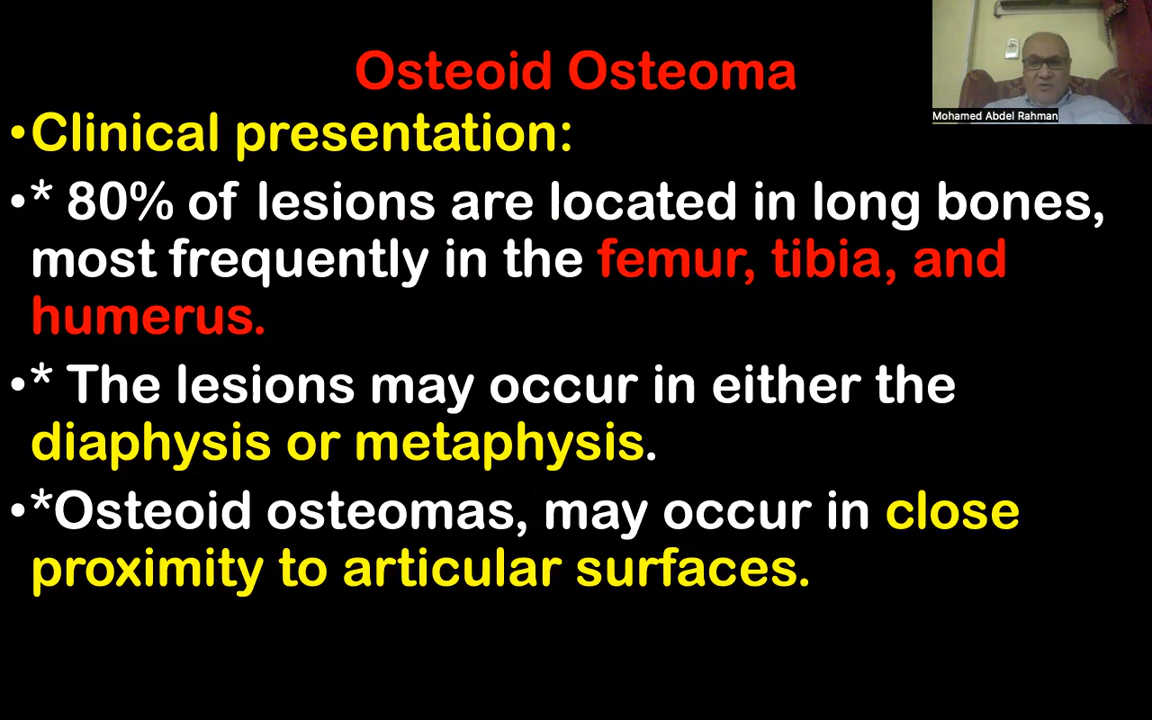 Osteoid Osteoma
Mohamed Abdel Rahman
•Clinical presentation:
•* 80% of lesions are located in long bones,
most frequently in the femur, tibia, and
humerus.
•* The lesions may occur in either the
diaphysis or metaphysis.
•*Osteoid osteomas, may occur in close
proximity to articular surfaces.